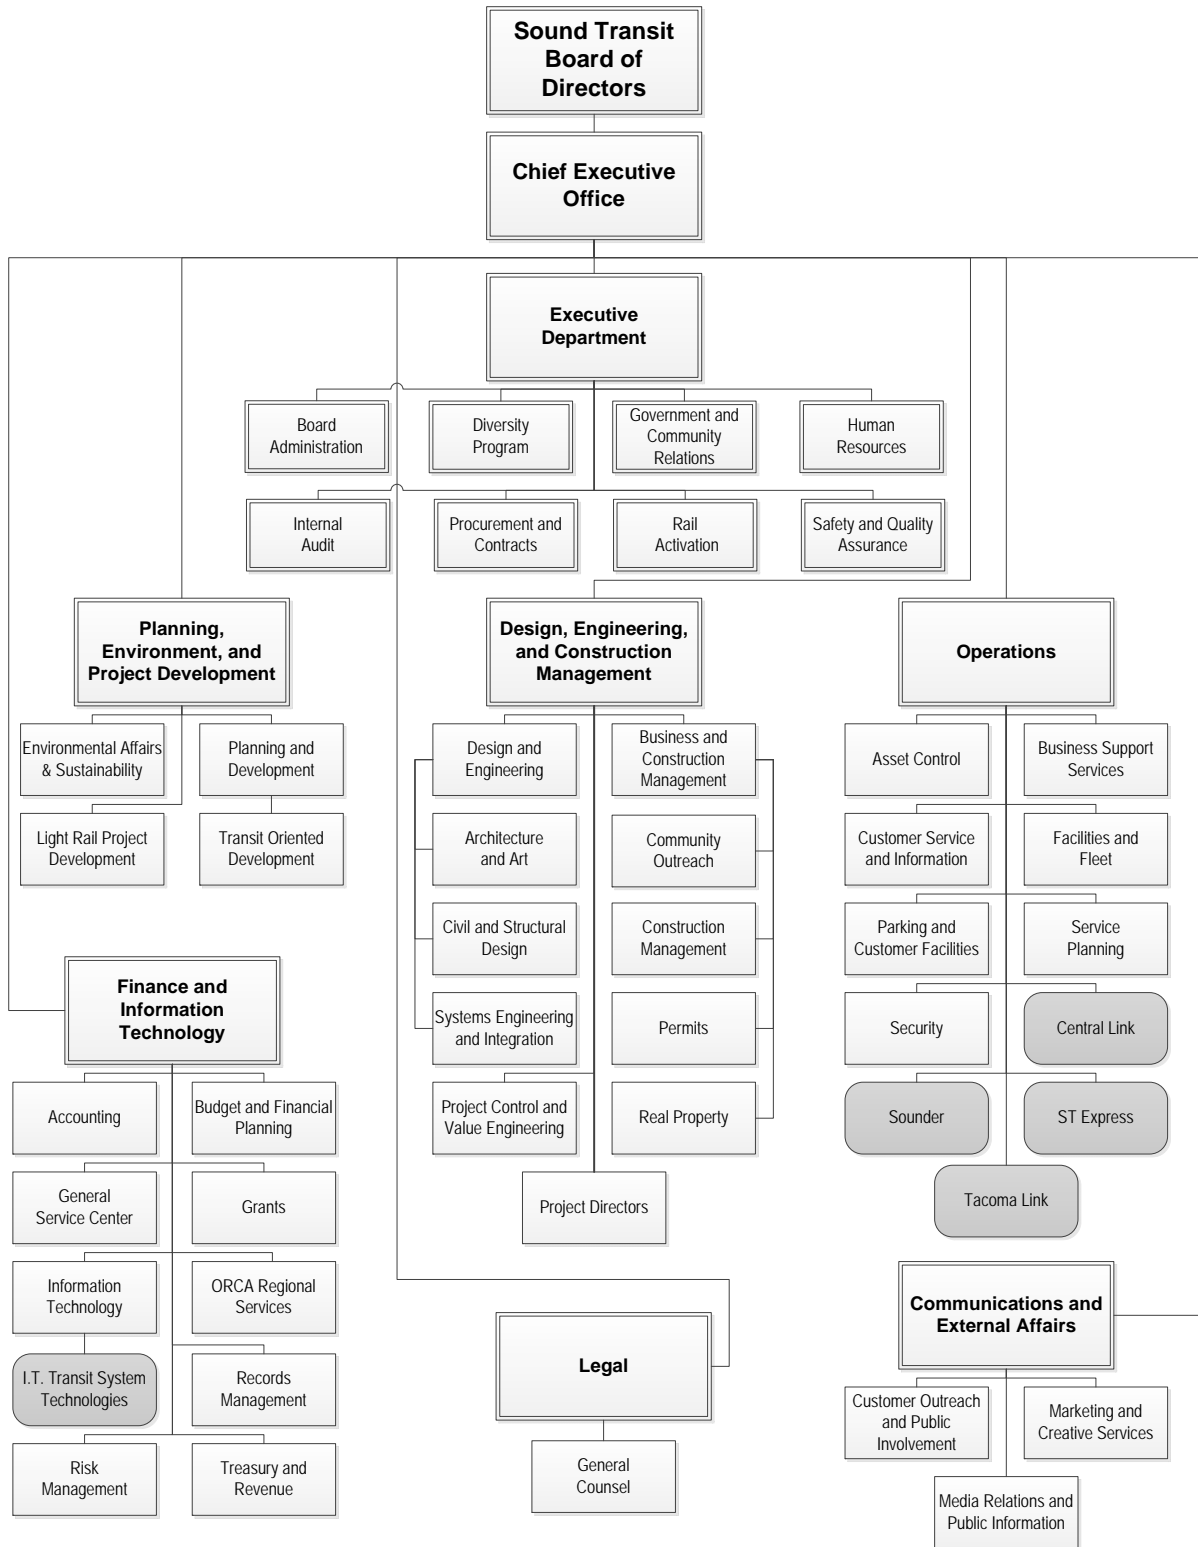 Sound Transit
Board of
Directors
Chief Executive
Office
Executive
Department
Board
Administration
Diversity
Program
Government and
Community
Relations
Human
Resources
Internal
Audit
Procurement and
Contracts
Rail
Activation
Safety and Quality
Assurance
Planning,
Environment, and
Project Development
Environmental Affairs
& Sustainability
Planning and
Development
Light Rail Project
Development
Transit Oriented
Development
Design, Engineering,
and Construction
Management
Design and
Engineering
Business and
Construction
Management
Architecture
and Art
Community
Outreach
Civil and Structural
Design
Construction
Management
Systems Engineering
and Integration
Permits
Project Control and
Value Engineering
Real Property
Project Directors
Operations
Asset Control
Business Support
Services
Customer Service
and Information
Facilities and
Fleet
Parking and
Customer Facilities
Service
Planning
Security
Central Link
Sounder
ST Express
Tacoma Link
Finance and
Information
Technology
Accounting
Budget and Financial
Planning
General
Service Center
Grants
Information
Technology
ORCA Regional
Services
I.T. Transit System
Technologies
Records
Management
Risk
Management
Treasury and
Revenue
Legal
General
Counsel
Communications and
External Affairs
Customer Outreach
and Public
Involvement
Marketing and
Creative Services
Media Relations and
Public Information